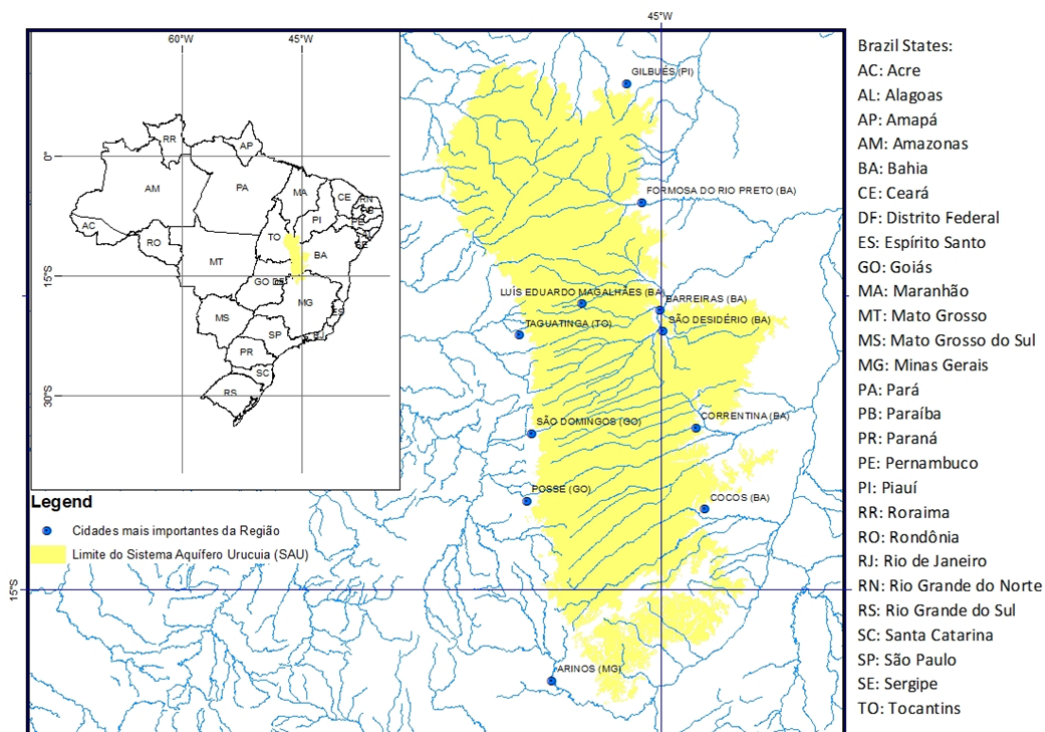 45°W
60°W
45°W
RR
AP
0°
AM
PA
MA
CE
RN
PI
AC
TO
RO
BA
MT
15°S
GO DF
MG
MS
ES
SP
RJ
PR
SC
30°S
RS
GILBUÉS (PI)
FORMOSA DO RIO PRETO (BA)
LUÍS EDUARDO MAGALHÃES (BA)
BARREIRAS (BA)
SÃO DESIDÉRIO (BA)
TAGUATINGA (TO)
CORRENTINA (BA)
SÃO DOMINGOS (GO)
POSSE (GO)
COCOS (BA)
15°S
ARINOS (MG)
Legend
Cidades mais importantes da Região
Limite do Sistema Aquífero Urucuia (SAU)
Brazil States:
AC: Acre
AL: Alagoas
AP: Amapá
AM: Amazonas
BA: Bahia
CE: Ceará
DF: Distrito Federal
ES: Espírito Santo
GO: Goiás
MA: Maranhão
MT: Mato Grosso
MS: Mato Grosso do Sul
MG: Minas Gerais
PA: Pará
PB: Paraíba
PR: Paraná
PE: Pernambuco
PI: Piauí
RR: Roraima
RO: Rondônia
RJ: Rio de Janeiro
RN: Rio Grande do Norte
RS: Rio Grande do Sul
SC: Santa Catarina
SP: São Paulo
SE: Sergipe
TO: Tocantins